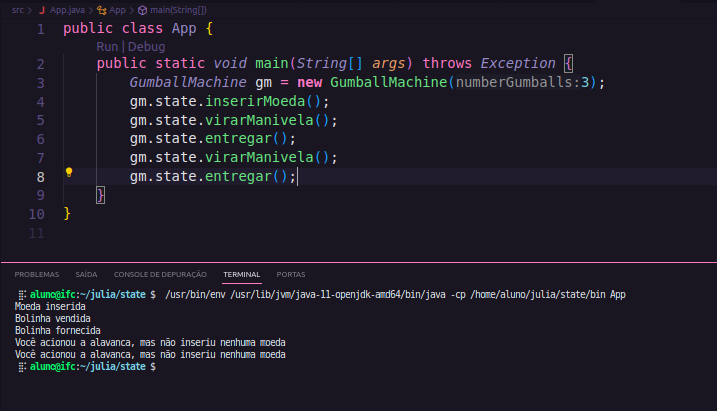 src > J App.java > App > main(String[])
1 public class App {
Run | Debug
2 public static void main(String[] args) throws Exception {
3 GumballMachine gm = new GumballMachine(numberGumballs:3);
4 gm.state.inserirMoeda();
5 gm.state.virarManivela();
6 gm.state.entregar();
7 gm.state.virarManivela();
8 gm.state.entregar();
9 }
10 }
11
PROBLEMAS SAÍDA CONSOLE DE DEPURAÇÃO TERMINAL PORTAS
aluno@ifc:~/julia/state $ /usr/bin/env /usr/lib/jvm/java-11-openjdk-amd64/bin/java -cp /home/aluno/julia/state/bin App
Moeda inserida
Bolinha vendida
Bolinha fornecida
Você acionou a alavanca, mas não inseriu nenhuma moeda
Você acionou a alavanca, mas não inseriu nenhuma moeda
aluno@ifc:~/julia/state $